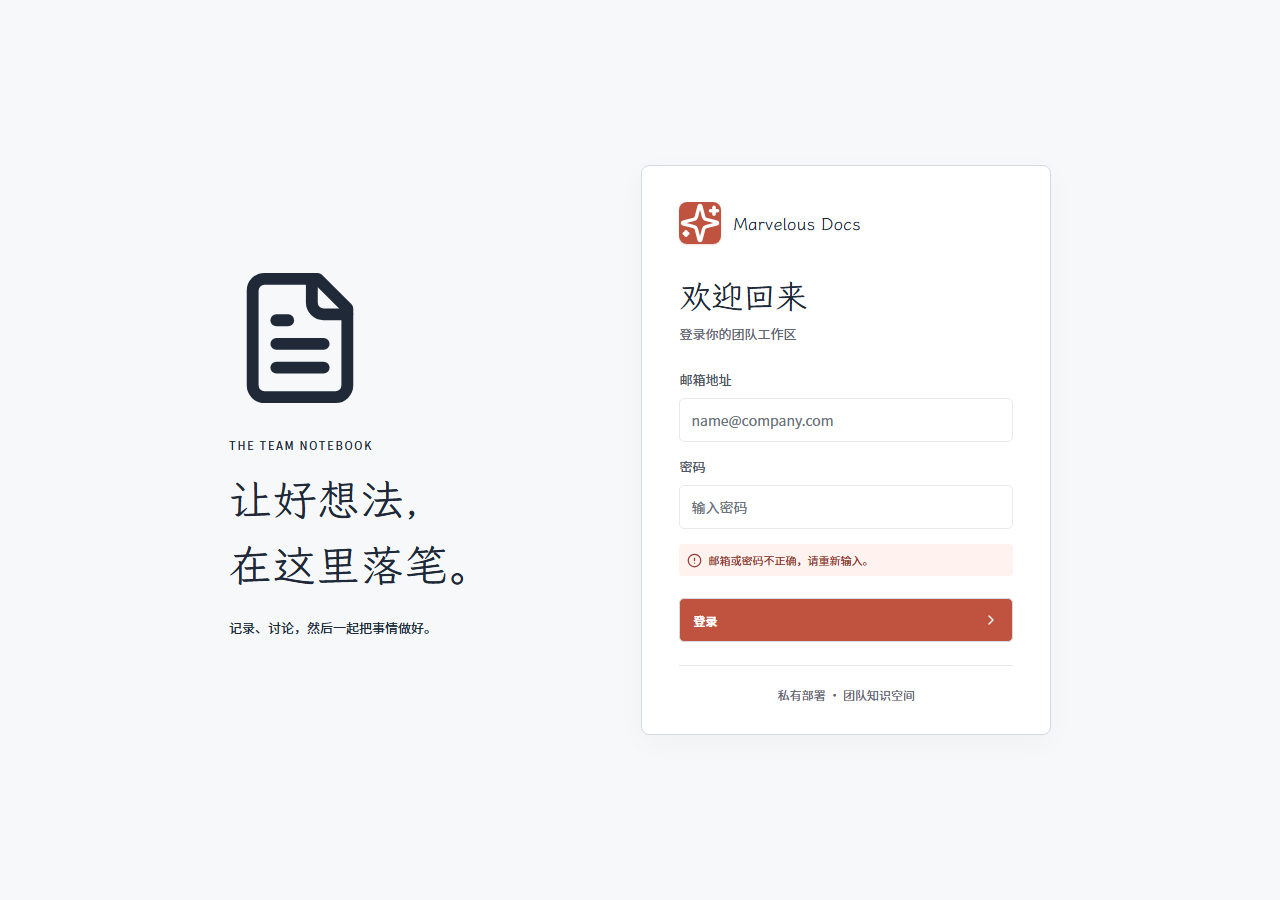 THE TEAM NOTEBOOK
让好想法，
在这里落笔。
记录、讨论，然后一起把事情做好。
Marvelous Docs
欢迎回来
登录你的团队工作区
邮箱地址
name@company.com
密码
输入密码
邮箱或密码不正确，请重新输入。
登录
私有部署 · 团队知识空间